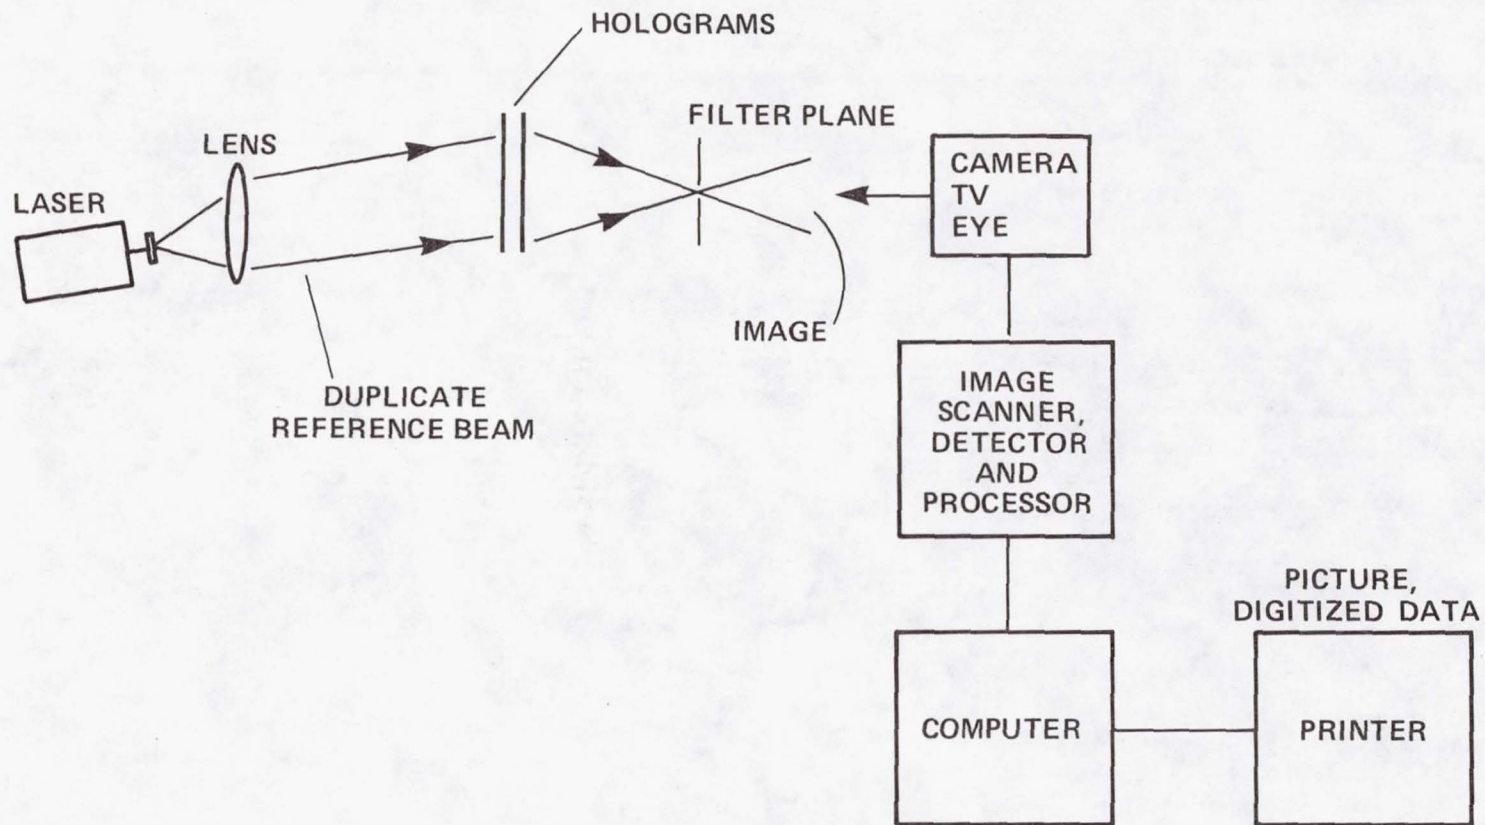 HOLOGRAMS
FILTER PLANE
LENS
LASER
CAMERA
TV
EYE
IMAGE
DUPLICATE
REFERENCE BEAM
IMAGE
SCANNER,
DETECTOR
AND
PROCESSOR
PICTURE,
DIGITIZED DATA
COMPUTER
PRINTER